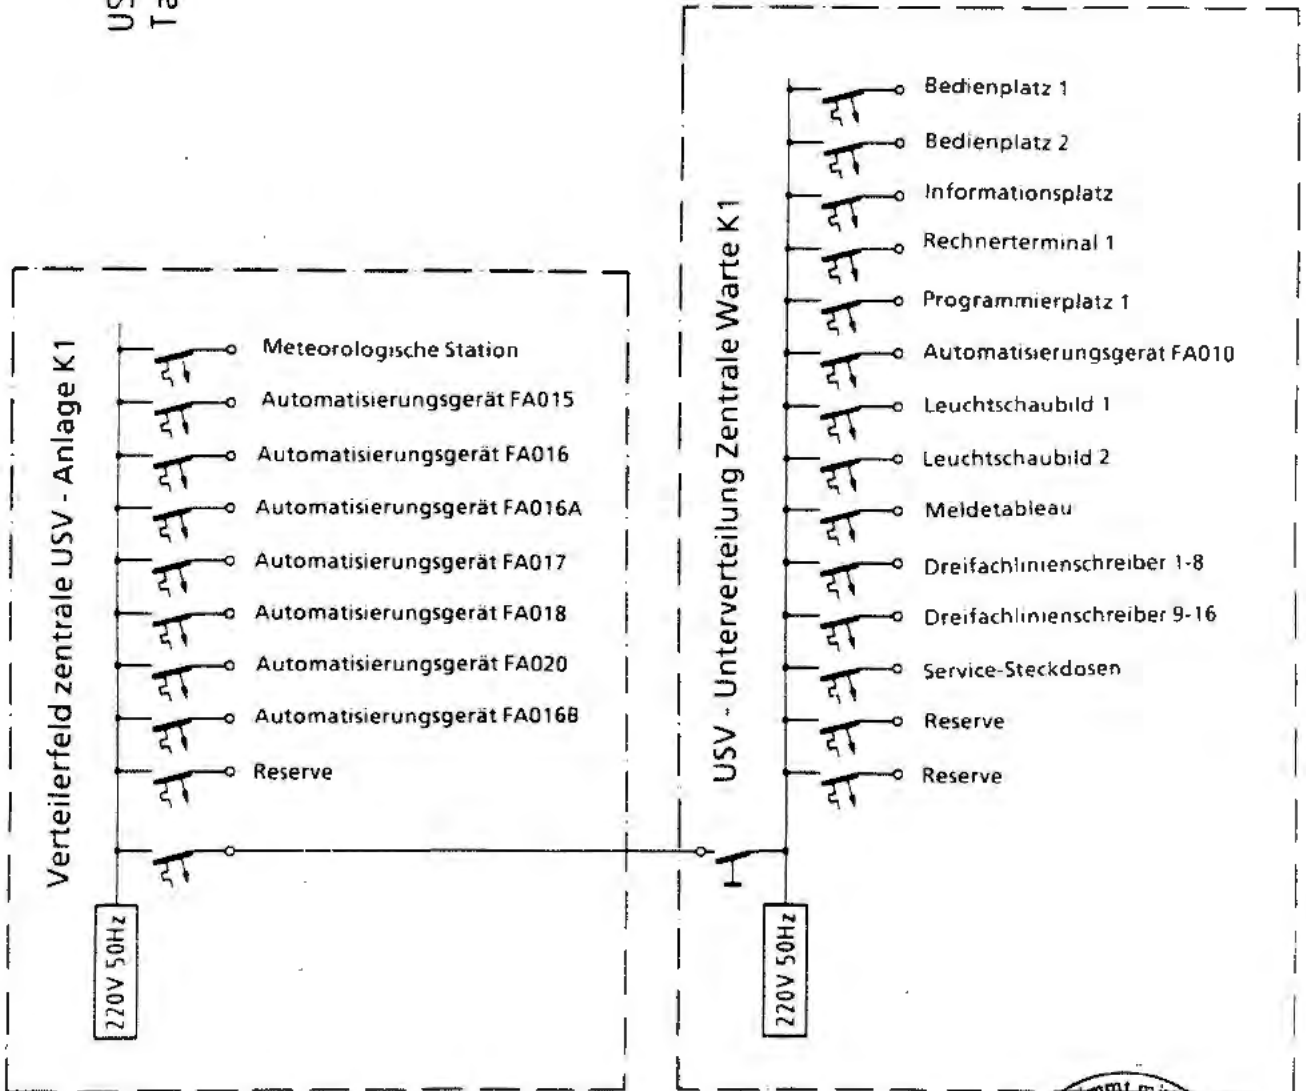 Verteilerfeld zentrale USV - Anlage K1
Meteorologische Station
Automatisierungsgerät FA015
Automatisierungsgerät FA016
Automatisierungsgerät FA016A
Automatisierungsgerät FA017
Automatisierungsgerät FA018
Automatisierungsgerät FA020
Automatisierungsgerät FA016B
Reserve
220V 50Hz
USV - Unterverteilung Zentrale Warte K1
Bedienplatz 1
Bedienplatz 2
Informationsplatz
Rechnerterminal 1
Programmierplatz 1
Automatisierungsgerät FA010
Leuchtschaubild 1
Leuchtschaubild 2
Meldetableau
Dreifachlinienschreiber 1-8
Dreifachlinienschreiber 9-16
Service-Steckdosen
Reserve
Reserve
220V 50Hz